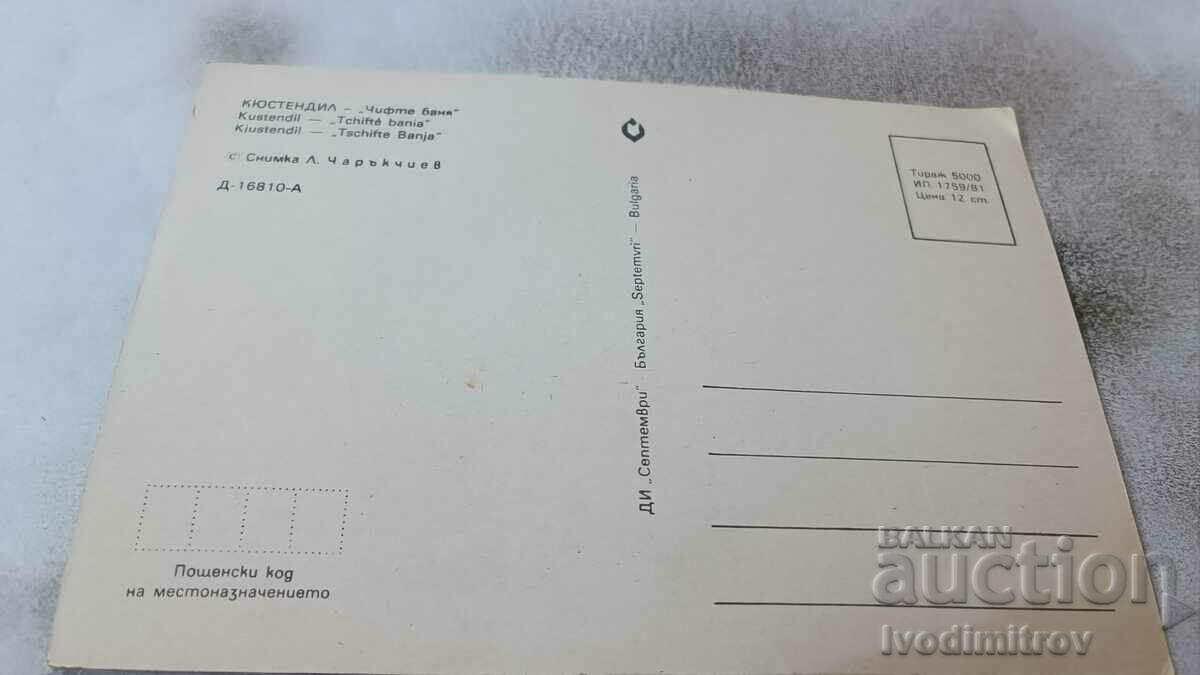 КЮСТЕНДИЛ – „Чифте баня"
Kustendil — „Tchifté bania"
Kiustendil — „Tschifte Banja"
© Снимка Л. Чаръкчиев
Д-16810-А
Тираж 5000
ИП. 1759/81
Цена 12 ст.
ДИ „Септември" · България „Septemvri" — Bulgaria
Пощенски код
на местоназначението
BALKAN
auction
Ivodimitrov